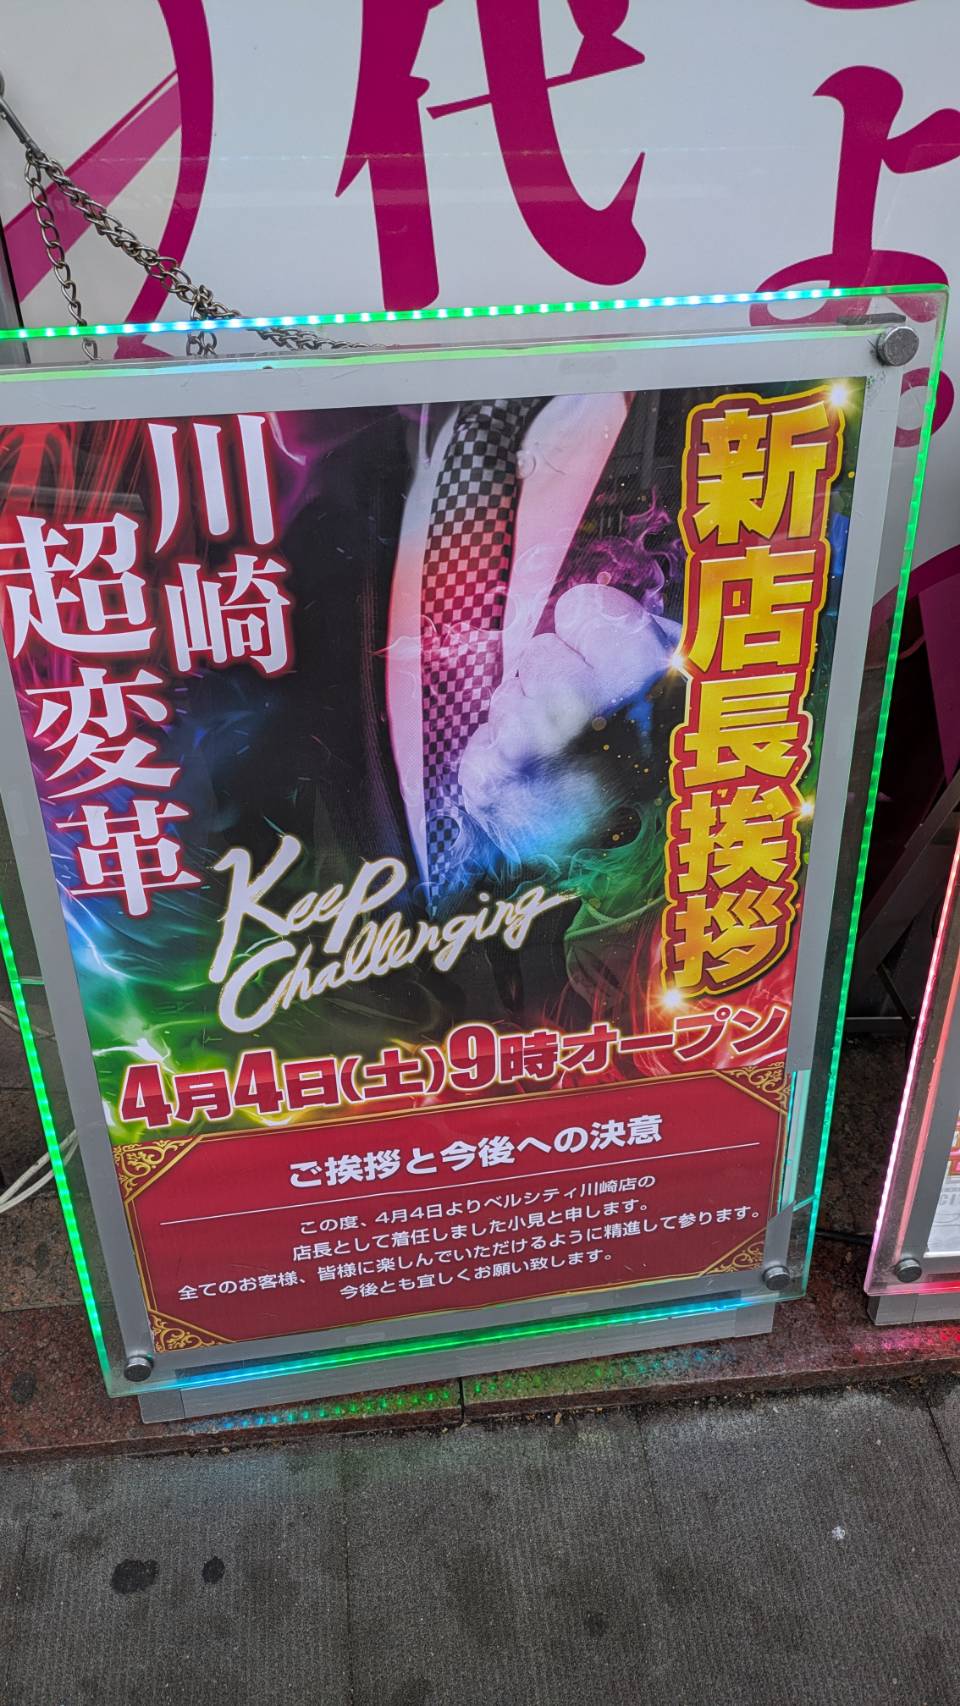 代
よ
。
新店長挨拶
川崎
超変革
Keep
Challenging
4月4日(土)9時オープン
ご挨拶と今後への決意
この度、4月4日よりベルシティ川崎店の
店長として着任しました小見と申します。
全てのお客様、皆様に楽しんでいただけるように精進して参ります。
今後とも宜しくお願い致します。